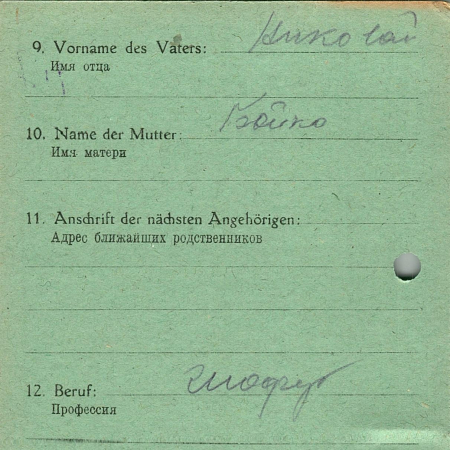 9. Vorname des Vaters: Николай
Имя отца
10. Name der Mutter: Бойко
Имя матери
11. Anschrift der nächsten Angehörigen:
Адрес ближайщих родственников
12. Beruf: шофер
Профессия